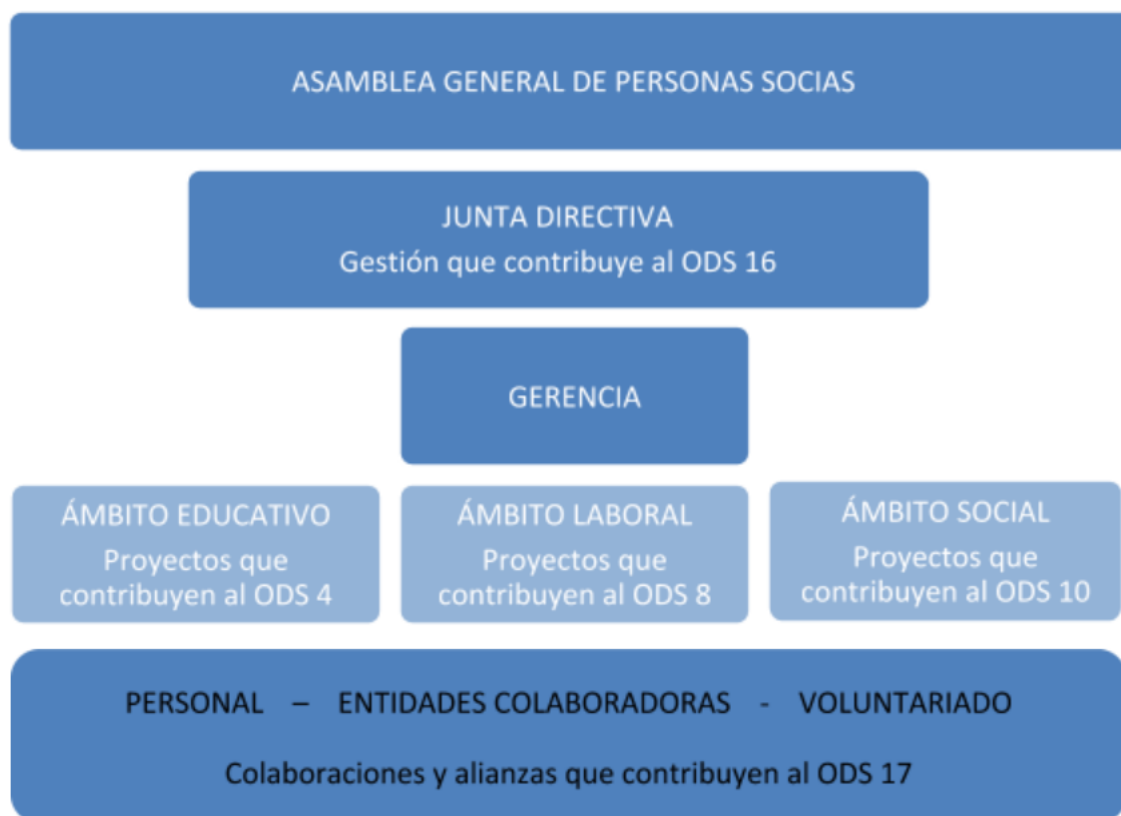 ASAMBLEA GENERAL DE PERSONAS SOCIAS
JUNTA DIRECTIVA
Gestión que contribuye al ODS 16
GERENCIA
ÁMBITO EDUCATIVO
Proyectos que
contribuyen al ODS 4
ÁMBITO LABORAL
Proyectos que
contribuyen al ODS 8
ÁMBITO SOCIAL
Proyectos que
contribuyen al ODS 10
PERSONAL – ENTIDADES COLABORADORAS - VOLUNTARIADO
Colaboraciones y alianzas que contribuyen al ODS 17